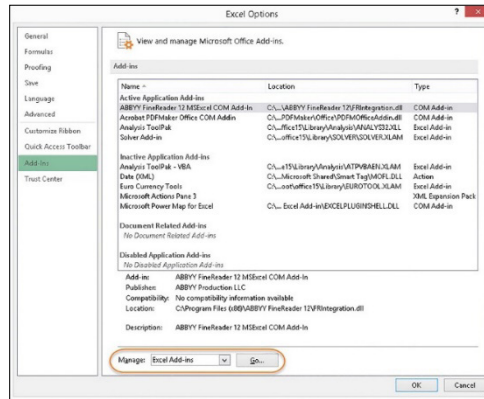 Excel Options
?
General
Formulas
Proofing
Save
Language
Advanced
Customize Ribbon
Quick Access Toolbar
Add-Ins
Trust Center
View and manage Microsoft Office Add-ins.
Add-ins
Name Location Type
Active Application Add-ins
ABBYY FineReader 12 MSExcel COM Add-In C:\...\ABBYY FineReader 12\FRIntegration.dll COM Add-in
Acrobat PDFMaker Office COM Addin C:\...PDFMaker\Office\PDFMOfficeAddin.dll COM Add-in
Analysis ToolPak C:\...ffice15\Library\Analysis\ANALYS32.XLL Excel Add-in
Solver Add-in C:\...office15\Library\SOLVER\SOLVER.XLAM Excel Add-in
Inactive Application Add-ins
Analysis ToolPak - VBA C:\...e15\Library\Analysis\ATPVBAEN.XLAM Excel Add-in
Date (XML) C:\...Microsoft Shared\Smart Tag\MOFL.DLL Action
Euro Currency Tools C:\...oot\office15\Library\EUROTOOL.XLAM Excel Add-in
Microsoft Actions Pane 3 XML Expansion Pack
Microsoft Power Map for Excel C:\... Excel Add-in\EXCELPLUGINSHELL.DLL COM Add-in
Document Related Add-ins
No Document Related Add-ins
Disabled Application Add-ins
No Disabled Application Add-ins
Add-in: ABBYY FineReader 12 MSExcel COM Add-In
Publisher: ABBYY Production LLC
Compatibility: No compatibility information available
Location: C:\Program Files (x86)\ABBYY FineReader 12\FRIntegration.dll
Description: ABBYY FineReader 12 MSExcel COM Add-In
Manage: Excel Add-ins Go...
OK Cancel